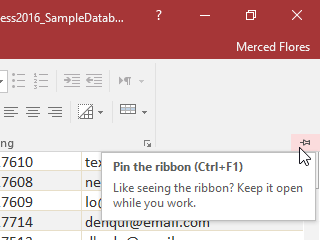 ess2016_SampleDatab...
Merced Flores
ng
7610
Pin the ribbon (Ctrl+F1)
7608
Like seeing the ribbon? Keep it open
7609
while you work.
7714
denqui@email.com